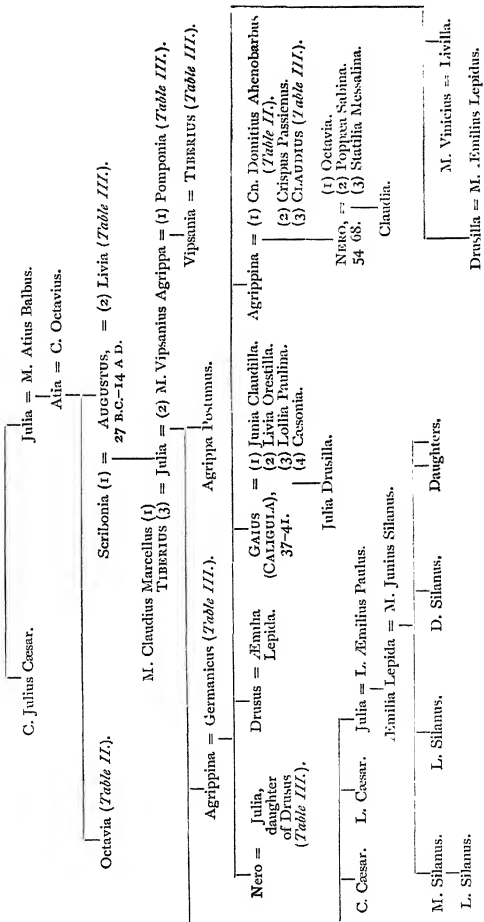 C. Julius Cæsar.
Julia = M. Atius Balbus.
Atia = C. Octavius.
Octavia (Table II.).
Scribonia (1) = AUGUSTUS, = (2) Livia (Table III.).
27 B.C.–14 A D.
M. Claudius Marcellus (1)
TIBERIUS (3) = Julia = (2) M. Vipsanius Agrippa = (1) Pomponia (Table III.).
Vipsania = TIBERIUS (Table III.).
Agrippina = Germanicus (Table III.).
Agrippa Postumus.
Nero = Julia,
daughter
of Drusus
(Table III.).
Drusus = Æmilia
Lepida.
GAIUS = (1) Junia Claudilla.
(CALIGULA), (2) Livia Orestilla.
37–41. (3) Lollia Paulina.
(4) Cæsonia.
Julia Drusilla.
Agrippina = (1) Cn. Domitius Ahenobarbus
(Table II.).
(2) Crispus Passienus.
(3) CLAUDIUS (Table III.).
NERO, = (1) Octavia.
54 68. (2) Poppæa Sabina.
(3) Statilia Messalina.
Claudia.
Drusilla = M. Æmilius Lepidus.
M. Vinicius = Livilla.
C. Cæsar.
L. Cæsar.
Julia = L. Æmilius Paulus.
Æmilia Lepida = M. Junius Silanus.
M. Silanus.
L. Silanus.
D. Silanus.
Daughters.
L. Silanus.